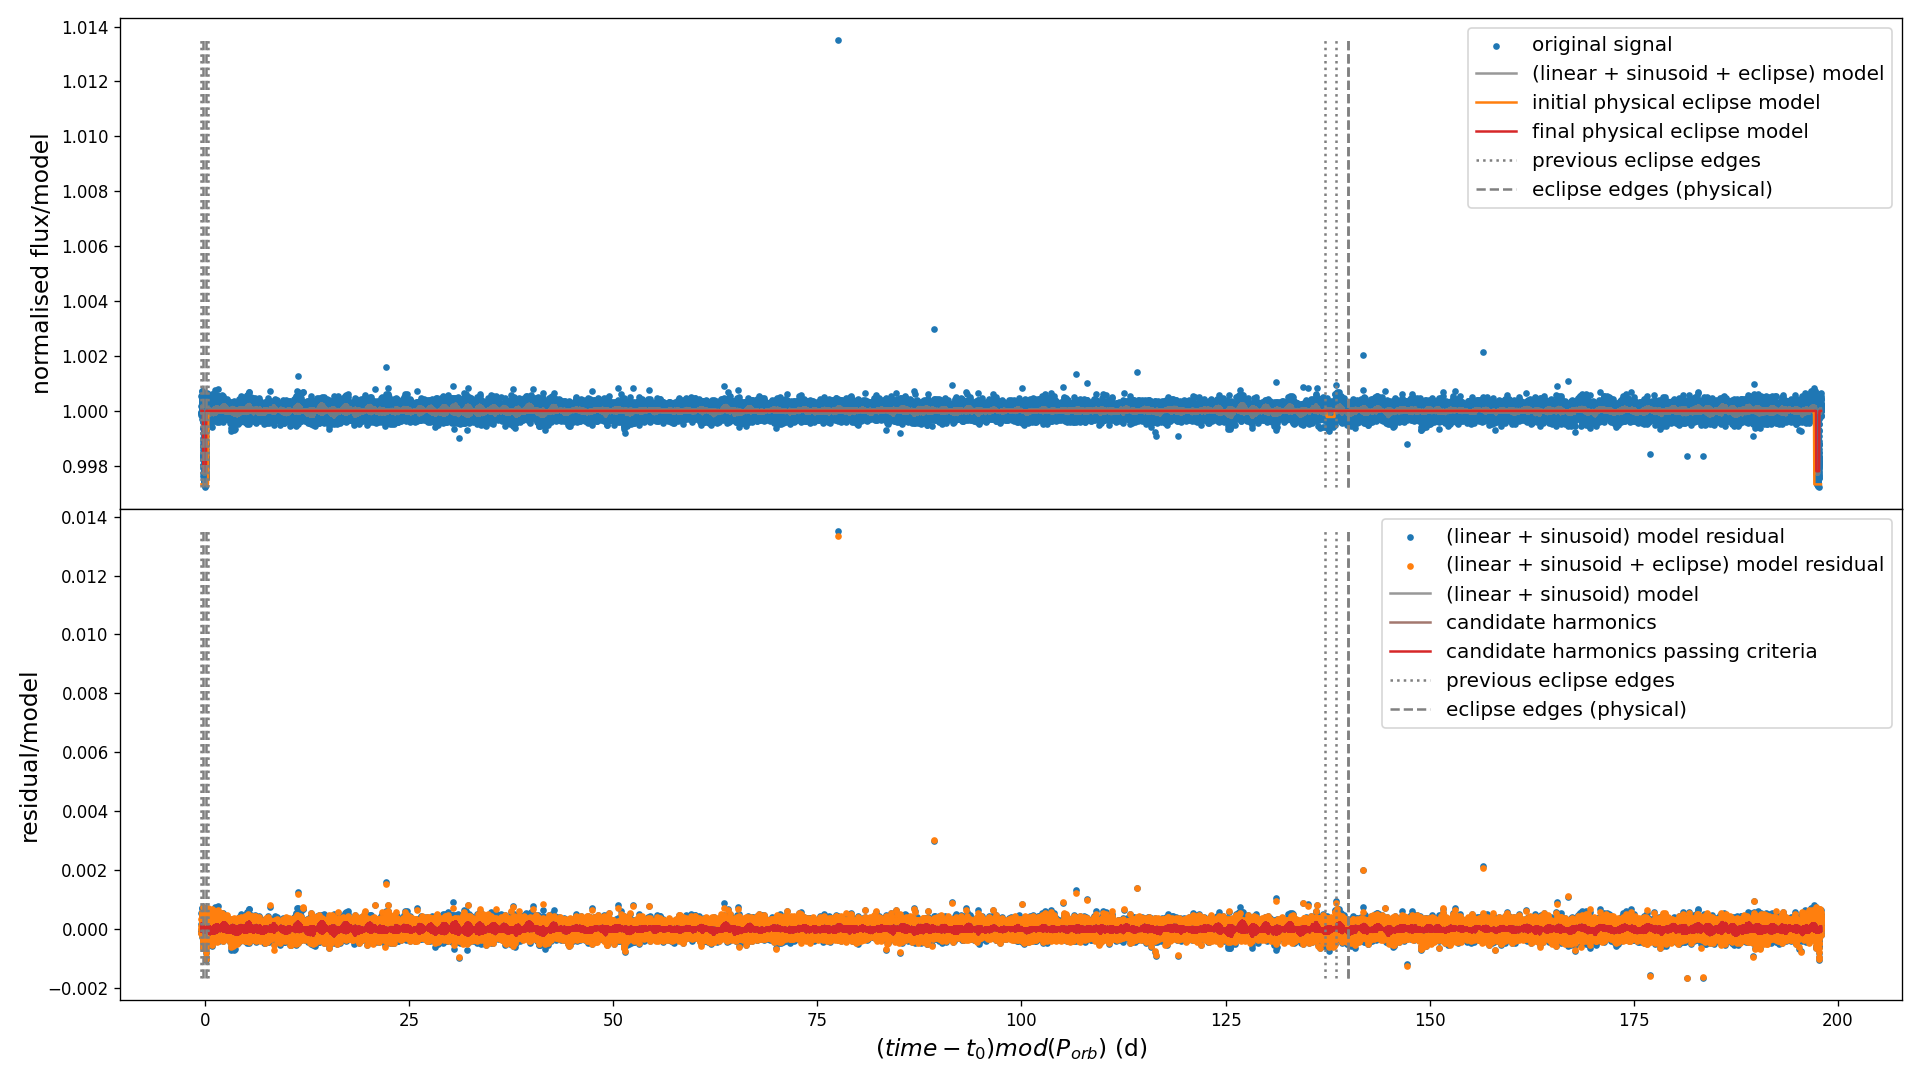 1.014
1.012
1.010
1.008
1.006
1.004
1.002
1.000
0.998
normalised flux/model
original signal
(linear + sinusoid + eclipse) model
initial physical eclipse model
final physical eclipse model
previous eclipse edges
eclipse edges (physical)
0.014
0.012
0.010
0.008
0.006
0.004
0.002
0.000
−0.002
residual/model
(linear + sinusoid) model residual
(linear + sinusoid + eclipse) model residual
(linear + sinusoid) model
candidate harmonics
candidate harmonics passing criteria
previous eclipse edges
eclipse edges (physical)
0 25 50 75 100 125 150 175 200
(time − t₀)mod(P_orb) (d)